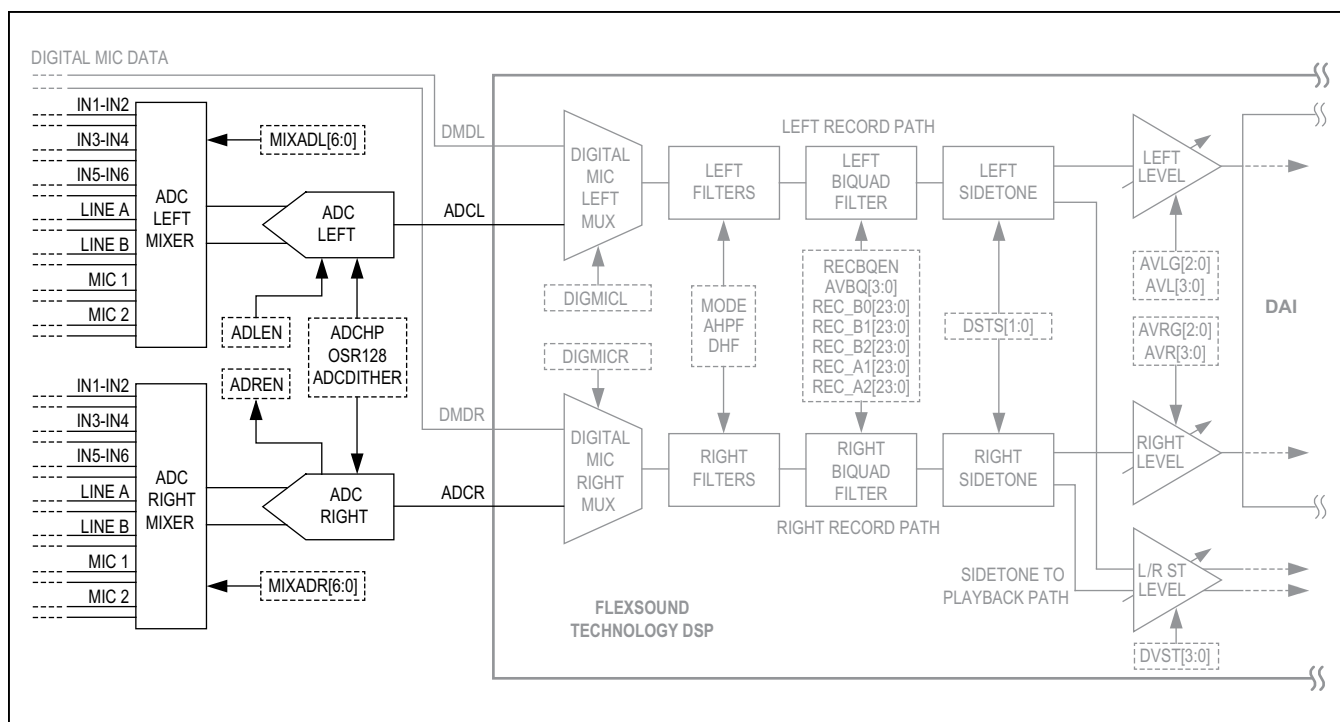 DIGITAL MIC DATA
IN1-IN2
IN3-IN4
IN5-IN6
LINE A
LINE B
MIC 1
MIC 2
ADC
LEFT
MIXER
MIXADL[6:0]
ADC
LEFT
ADLEN
ADCHP
OSR128
ADCDITHER
ADREN
IN1-IN2
IN3-IN4
IN5-IN6
LINE A
LINE B
MIC 1
MIC 2
ADC
RIGHT
MIXER
ADC
RIGHT
MIXADR[6:0]
DMDL
ADCL
DMDR
ADCR
DIGITAL
MIC
LEFT
MUX
DIGMICL
DIGMICR
DIGITAL
MIC
RIGHT
MUX
LEFT RECORD PATH
LEFT
FILTERS
LEFT
BIQUAD
FILTER
LEFT
SIDETONE
LEFT
LEVEL
MODE
AHPF
DHF
RECBQEN
AVBQ[3:0]
REC_B0[23:0]
REC_B1[23:0]
REC_B2[23:0]
REC_A1[23:0]
REC_A2[23:0]
DSTS[1:0]
AVLG[2:0]
AVL[3:0]
AVRG[2:0]
AVR[3:0]
DAI
RIGHT
FILTERS
RIGHT
BIQUAD
FILTER
RIGHT
SIDETONE
RIGHT
LEVEL
RIGHT RECORD PATH
SIDETONE TO
PLAYBACK PATH
L/R ST
LEVEL
DVST[3:0]
FLEXSOUND
TECHNOLOGY DSP